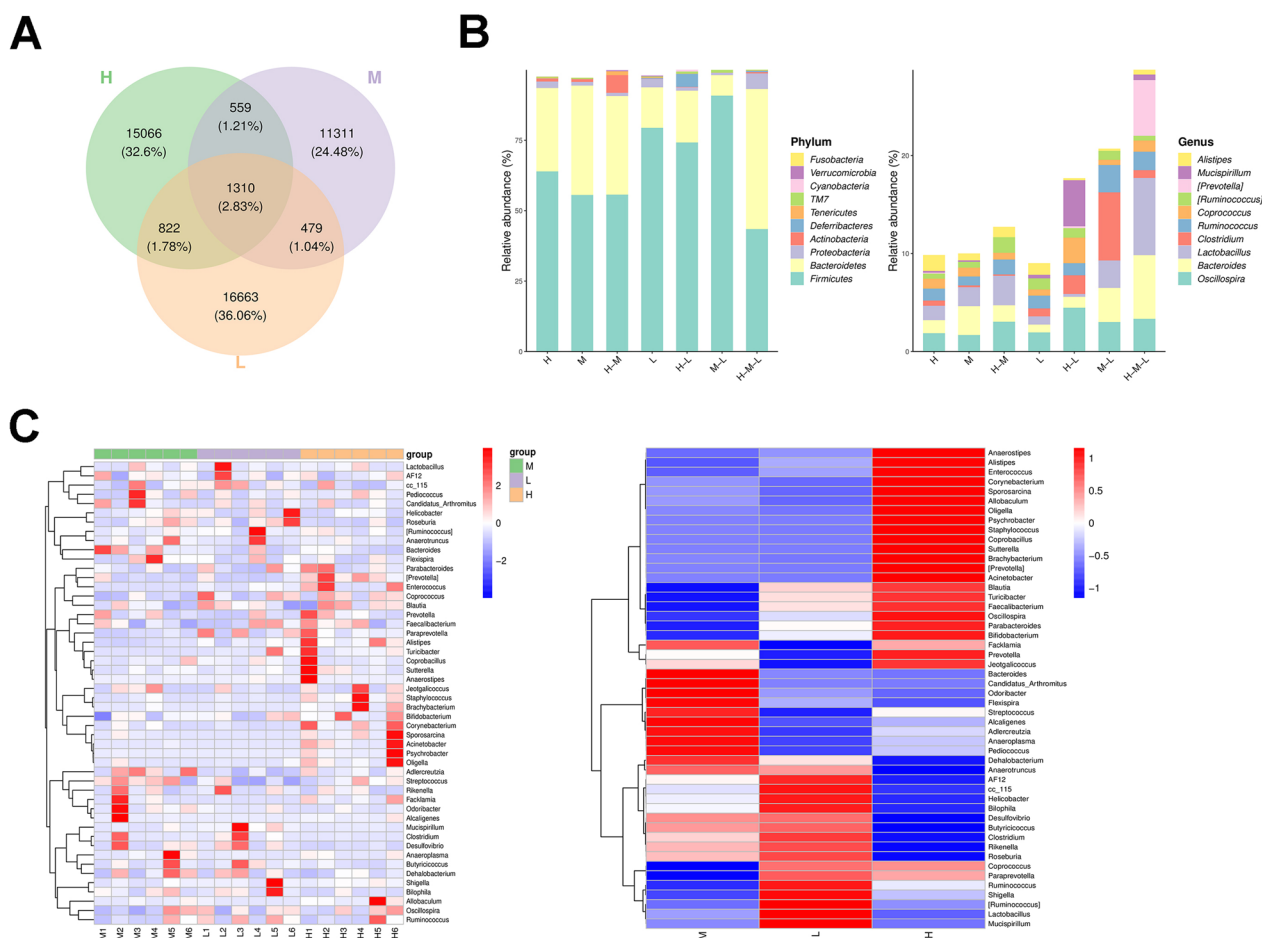 A
H
M
15066
(32.6%)
559
(1.21%)
11311
(24.48%)
1310
(2.83%)
822
(1.78%)
479
(1.04%)
16663
(36.06%)
L
B
Relative abundance (%)
75
50
25
0
H
M
H–M
L
H–L
M–L
H–M–L
Phylum
Fusobacteria
Verrucomicrobia
Cyanobacteria
TM7
Tenericutes
Deferribacteres
Actinobacteria
Proteobacteria
Bacteroidetes
Firmicutes
Relative abundance (%)
20
10
0
H
M
H–M
L
H–L
M–L
H–M–L
Genus
Alistipes
Mucispirillum
[Prevotella]
[Ruminococcus]
Coprococcus
Ruminococcus
Clostridium
Lactobacillus
Bacteroides
Oscillospira
C
group
Lactobacillus
AF12
cc_115
Pediococcus
Candidatus_Arthromitus
Helicobacter
Roseburia
[Ruminococcus]
Anaerotruncus
Bacteroides
Flexispira
Parabacteroides
[Prevotella]
Enterococcus
Coprococcus
Blautia
Prevotella
Faecalibacterium
Paraprevotella
Alistipes
Turicibacter
Coprobacillus
Sutterella
Anaerostipes
Jeotgalicoccus
Staphylococcus
Brachybacterium
Bifidobacterium
Corynebacterium
Sporosarcina
Acinetobacter
Psychrobacter
Oligella
Adlercreutzia
Streptococcus
Rikenella
Facklamia
Odoribacter
Alcaligenes
Mucispirillum
Clostridium
Desulfovibrio
Anaeroplasma
Butyricicoccus
Dehalobacterium
Shigella
Bilophila
Allobaculum
Oscillospira
Ruminococcus
M1
M2
M3
M4
M5
M6
L1
L2
L3
L4
L5
L6
H1
H2
H3
H4
H5
H6
2
0
−2
group
M
L
H
Anaerostipes
Alistipes
Enterococcus
Corynebacterium
Sporosarcina
Allobaculum
Oligella
Psychrobacter
Staphylococcus
Coprobacillus
Sutterella
Brachybacterium
[Prevotella]
Acinetobacter
Blautia
Turicibacter
Faecalibacterium
Oscillospira
Parabacteroides
Bifidobacterium
Facklamia
Prevotella
Jeotgalicoccus
Bacteroides
Candidatus_Arthromitus
Odoribacter
Flexispira
Streptococcus
Alcaligenes
Adlercreutzia
Anaeroplasma
Pediococcus
Dehalobacterium
Anaerotruncus
AF12
cc_115
Helicobacter
Bilophila
Desulfovibrio
Butyricicoccus
Clostridium
Rikenella
Roseburia
Coprococcus
Paraprevotella
Ruminococcus
Shigella
[Ruminococcus]
Lactobacillus
Mucispirillum
M
L
H
1
0.5
0
−0.5
−1